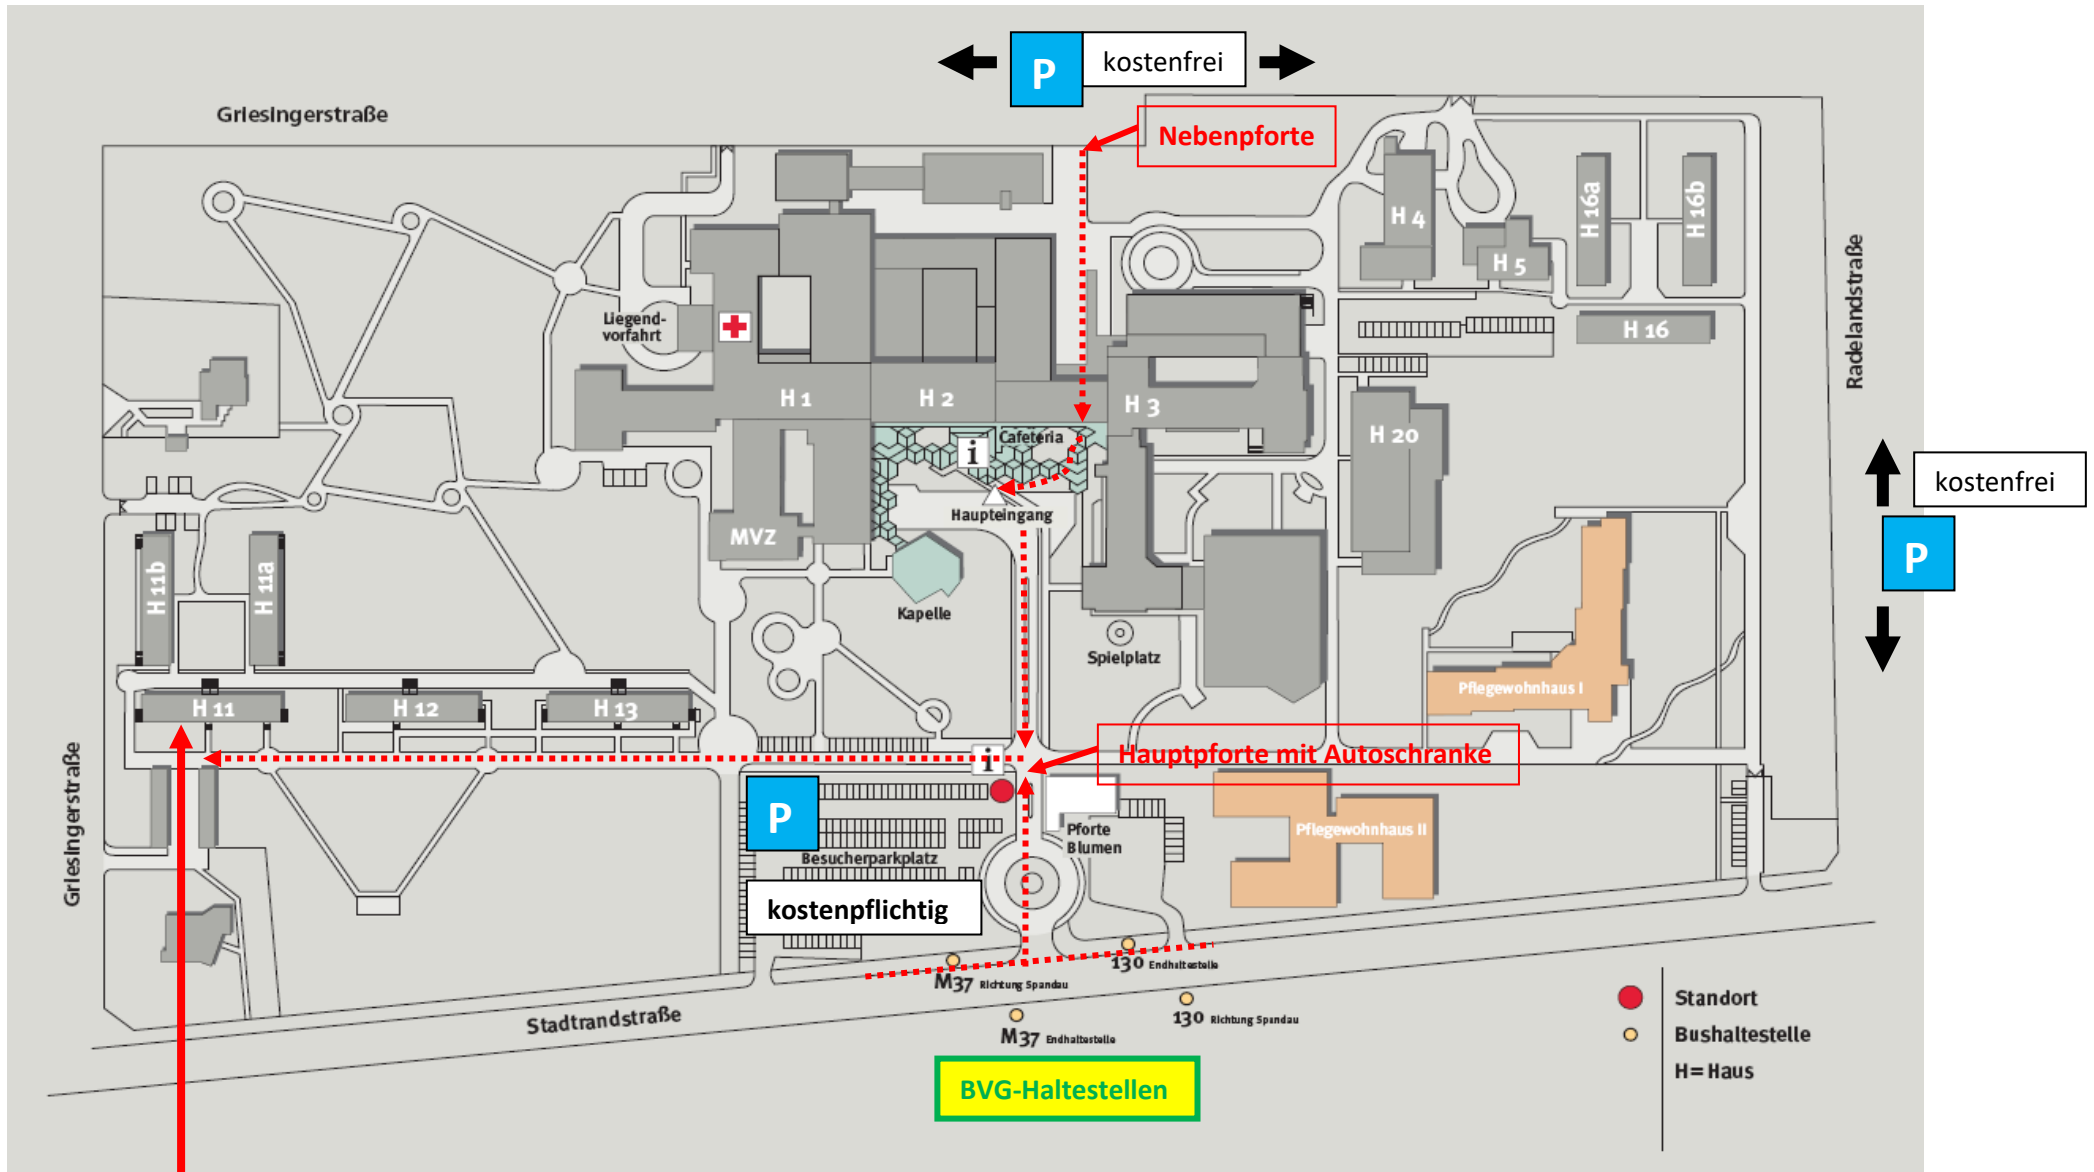 P
kostenfrei
Griesingerstraße
Nebenpforte
H 4
H 5
H 16a
H 16b
Radelandstraße
Liegend-
vorfahrt
H 16
H 1
H 2
H 3
Cafeteria
i
H 20
Haupteingang
kostenfrei
P
MVZ
H 11b
H 11a
Kapelle
Spielplatz
Pflegewohnhaus I
H 11
H 12
H 13
Hauptpforte mit Autoschranke
i
P
Pforte
Blumen
Pflegewohnhaus II
Besucherparkplatz
Griesingerstraße
kostenpflichtig
130 Endhaltestelle
M37 Richtung Spandau
Stadtrandstraße
130 Richtung Spandau
M37 Endhaltestelle
Standort
Bushaltestelle
H= Haus
BVG-Haltestellen